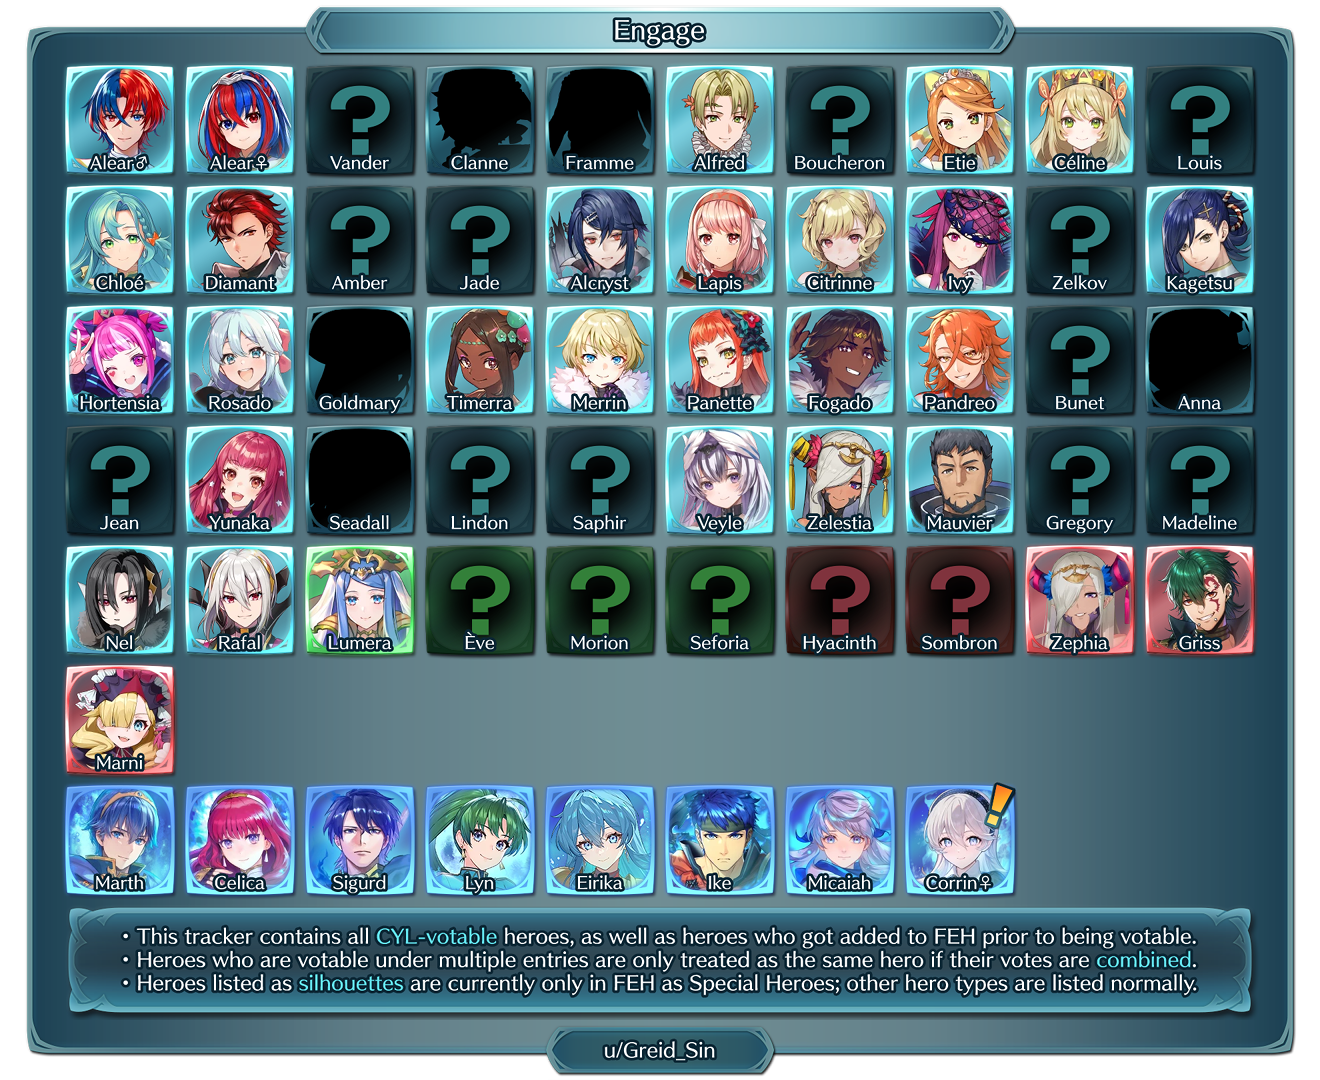 Engage
Alear♂ Alear♀ Vander Clanne Framme Alfred Boucheron Etie Céline Louis
Chloé Diamant Amber Jade Alcryst Lapis Citrinne Ivy Zelkov Kagetsu
Hortensia Rosado Goldmary Timerra Merrin Panette Fogado Pandreo Bunet Anna
Jean Yunaka Seadall Lindon Saphir Veyle Zelestia Mauvier Gregory Madeline
Nel Rafal Lumera Ève Morion Seforia Hyacinth Sombron Zephia Griss
Marni
Marth Celica Sigurd Lyn Eirika Ike Micaiah Corrin♀
• This tracker contains all CYL-votable heroes, as well as heroes who got added to FEH prior to being votable.
• Heroes who are votable under multiple entries are only treated as the same hero if their votes are combined.
• Heroes listed as silhouettes are currently only in FEH as Special Heroes; other hero types are listed normally.
u/Greid_Sin